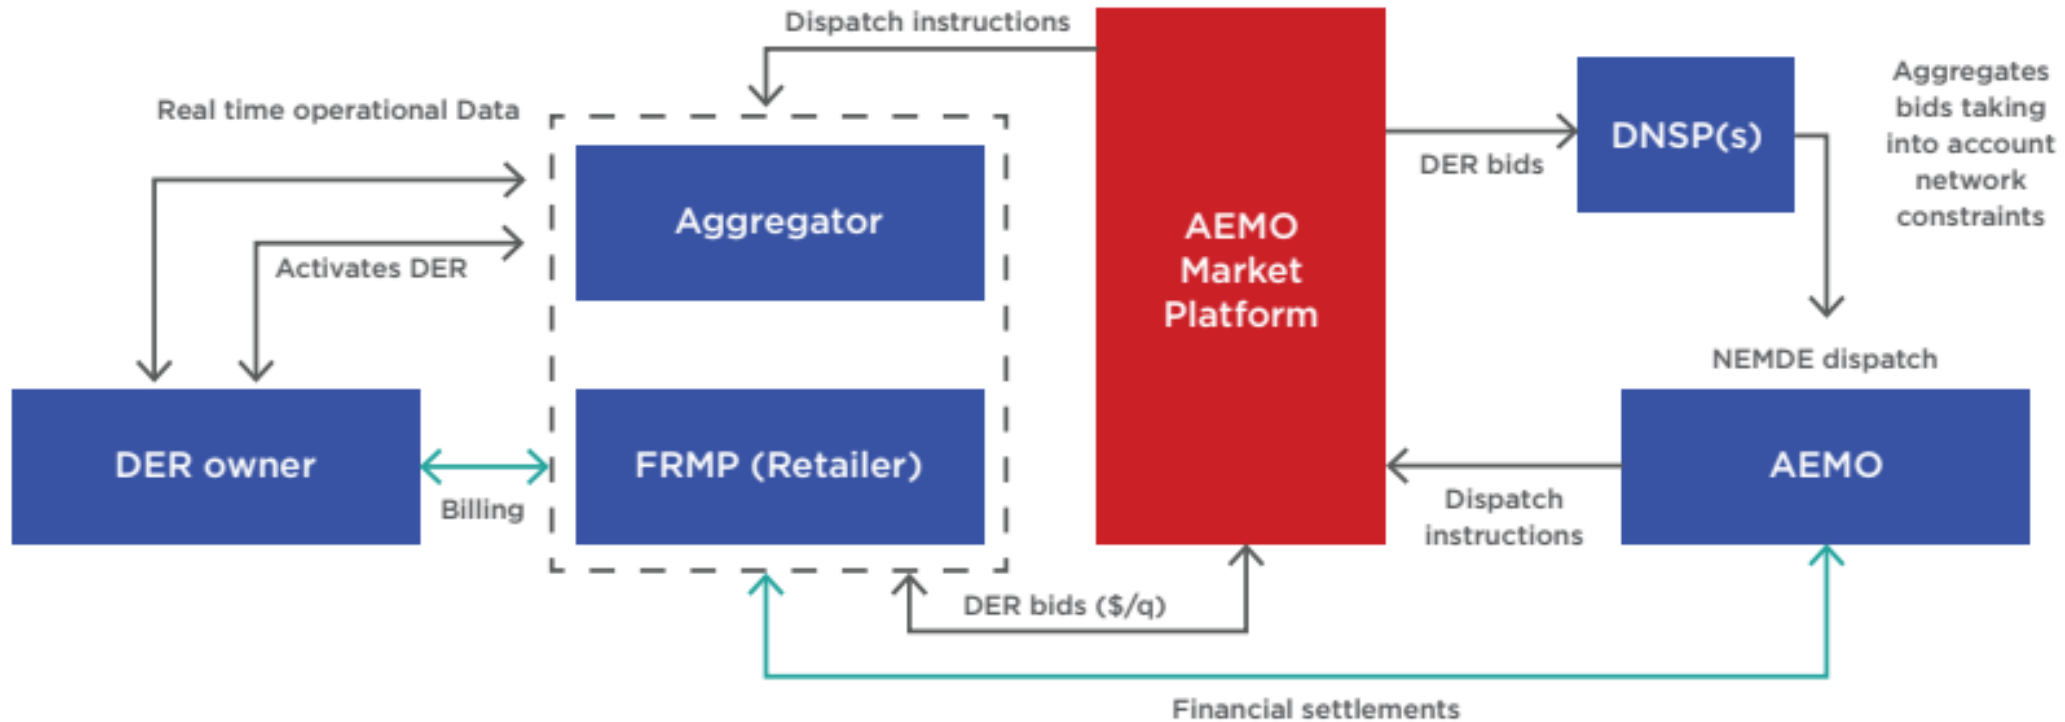 Dispatch instructions
Real time operational Data
Aggregator
Activates DER
DER owner
Billing
FRMP (Retailer)
DER bids ($/q)
Financial settlements
AEMO
Market
Platform
DER bids
DNSP(s)
Aggregates
bids taking
into account
network
constraints
NEMDE dispatch
AEMO
Dispatch
instructions